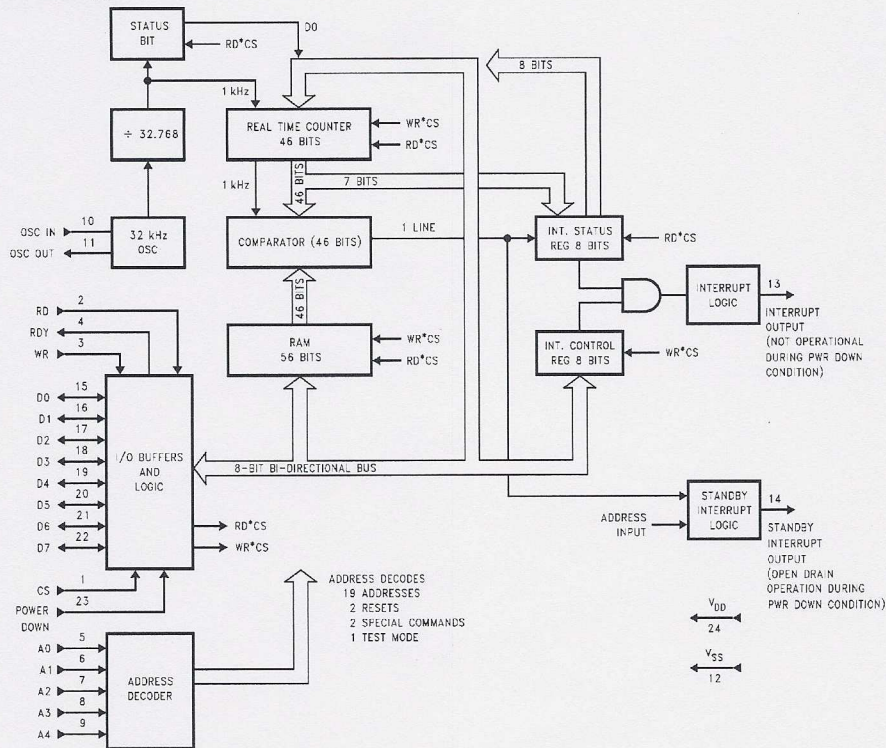 STATUS
BIT
D0
RD*CS
8 BITS
1 kHz
÷ 32.768
REAL TIME COUNTER
46 BITS
WR*CS
RD*CS
1 kHz
46 BITS
7 BITS
OSC IN
10
OSC OUT
11
32 kHz
OSC
COMPARATOR (46 BITS)
1 LINE
INT. STATUS
REG 8 BITS
RD*CS
46 BITS
INTERRUPT
LOGIC
13
INTERRUPT
OUTPUT
(NOT OPERATIONAL
DURING PWR DOWN
CONDITION)
RD
2
RDY
4
WR
3
RAM
56 BITS
WR*CS
RD*CS
INT. CONTROL
REG 8 BITS
WR*CS
D0
15
D1
16
D2
17
D3
18
D4
19
D5
20
D6
21
D7
22
I/O BUFFERS
AND
LOGIC
8-BIT BI-DIRECTIONAL BUS
RD*CS
WR*CS
ADDRESS
INPUT
STANDBY
INTERRUPT
LOGIC
14
STANDBY
INTERRUPT
OUTPUT
(OPEN DRAIN
OPERATION DURING
PWR DOWN CONDITION)
CS
1
POWER
DOWN
23
ADDRESS DECODES
19 ADDRESSES
2 RESETS
2 SPECIAL COMMANDS
1 TEST MODE
VDD
24
VSS
12
A0
5
A1
6
A2
7
A3
8
A4
9
ADDRESS
DECODER